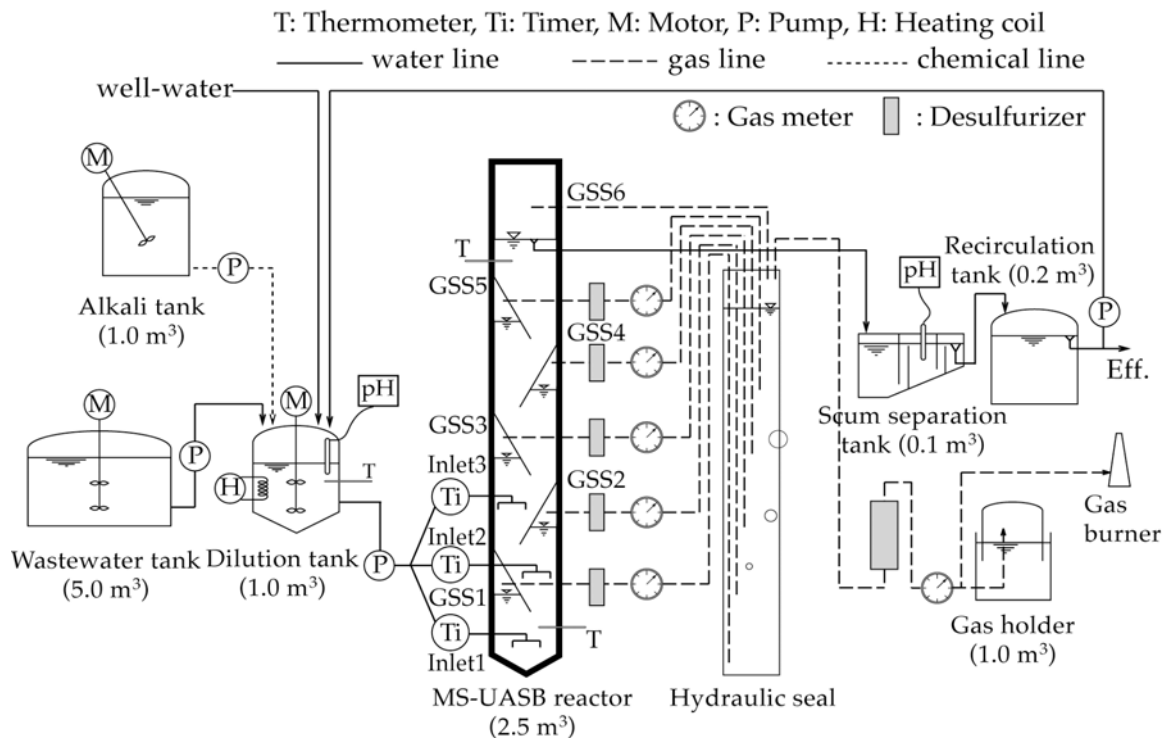 T: Thermometer, Ti: Timer, M: Motor, P: Pump, H: Heating coil
water line
gas line
chemical line
well-water
: Gas meter
: Desulfurizer
M
GSS6
T
Recirculation
tank (0.2 m³)
pH
P
GSS5
P
Alkali tank
(1.0 m³)
GSS4
P
Eff.
M
M
pH
GSS3
Scum separation
tank (0.1 m³)
P
Inlet3
T
H
Ti
GSS2
Gas
burner
Wastewater tank
(5.0 m³)
Dilution tank
(1.0 m³)
Inlet2
P
Ti
GSS1
Ti
T
Inlet1
Gas holder
(1.0 m³)
MS-UASB reactor
(2.5 m³)
Hydraulic seal